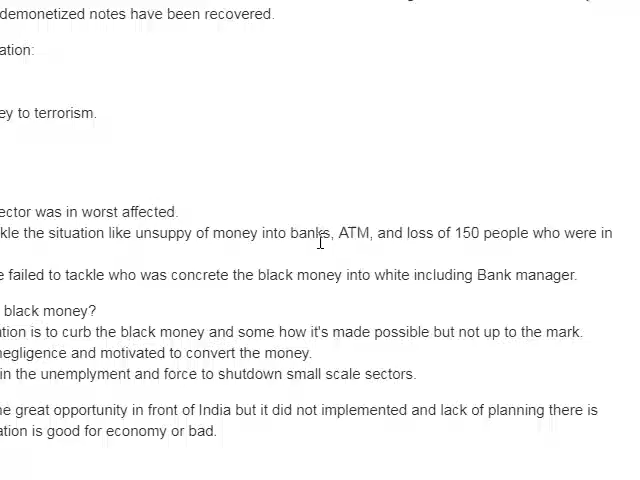 demonetized notes have been recovered.
ation:
ey to terrorism.
ector was in worst affected.
kle the situation like unsuppy of money into banks, ATM, and loss of 150 people who were in
e failed to tackle who was concrete the black money into white including Bank manager.
black money?
ation is to curb the black money and some how it's made possible but not up to the mark.
negligence and motivated to convert the money.
in the unemplyment and force to shutdown small scale sectors.
ne great opportunity in front of India but it did not implemented and lack of planning there is
ation is good for economy or bad.